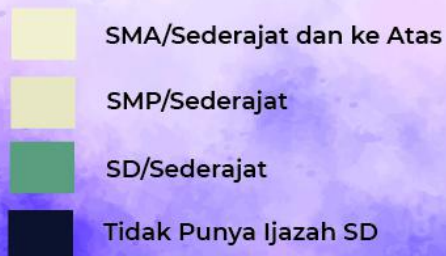 SMA/Sederajat dan ke Atas
SMP/Sederajat
SD/Sederajat
Tidak Punya Ijazah SD